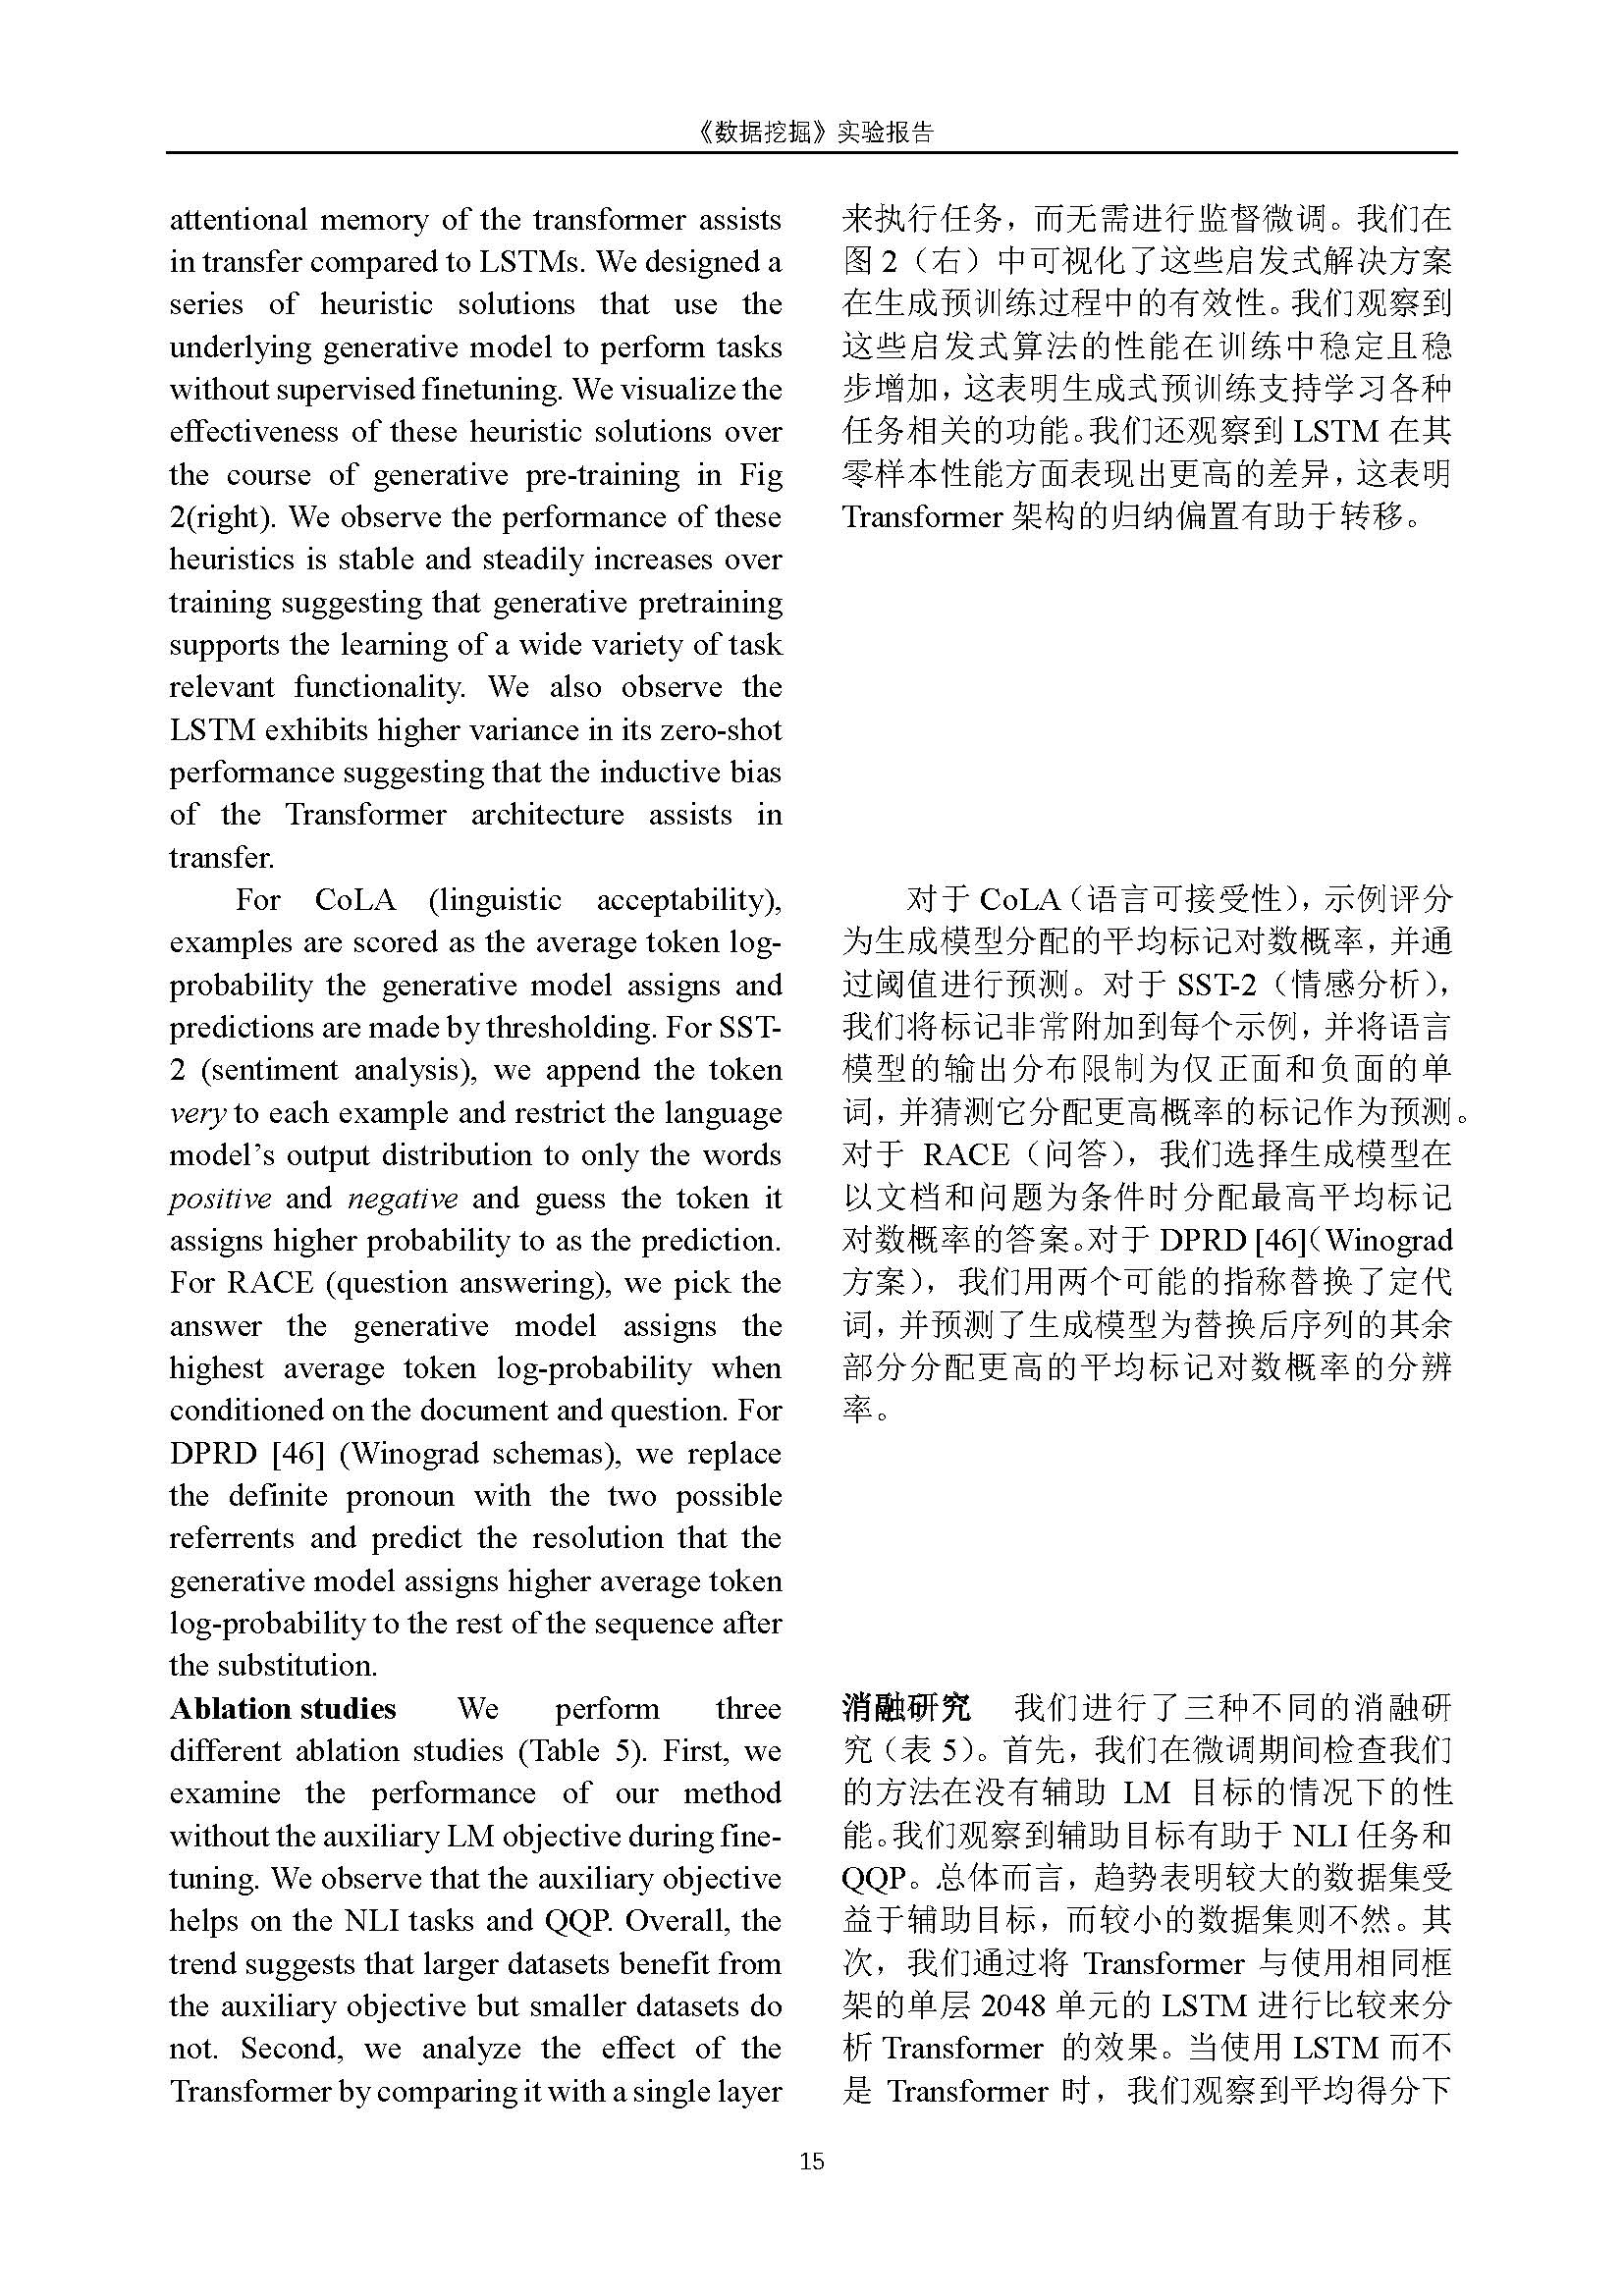 《数据挖掘》实验报告
attentional memory of the transformer assists
in transfer compared to LSTMs. We designed a
series of heuristic solutions that use the
underlying generative model to perform tasks
without supervised finetuning. We visualize the
effectiveness of these heuristic solutions over
the course of generative pre-training in Fig
2(right). We observe the performance of these
heuristics is stable and steadily increases over
training suggesting that generative pretraining
supports the learning of a wide variety of task
relevant functionality. We also observe the
LSTM exhibits higher variance in its zero-shot
performance suggesting that the inductive bias
of the Transformer architecture assists in
transfer.
For CoLA (linguistic acceptability),
examples are scored as the average token log-
probability the generative model assigns and
predictions are made by thresholding. For SST-
2 (sentiment analysis), we append the token
very to each example and restrict the language
model's output distribution to only the words
positive and negative and guess the token it
assigns higher probability to as the prediction.
For RACE (question answering), we pick the
answer the generative model assigns the
highest average token log-probability when
conditioned on the document and question. For
DPRD [46] (Winograd schemas), we replace
the definite pronoun with the two possible
referrents and predict the resolution that the
generative model assigns higher average token
log-probability to the rest of the sequence after
the substitution.
Ablation studies We perform three
different ablation studies (Table 5). First, we
examine the performance of our method
without the auxiliary LM objective during fine-
tuning. We observe that the auxiliary objective
helps on the NLI tasks and QQP. Overall, the
trend suggests that larger datasets benefit from
the auxiliary objective but smaller datasets do
not. Second, we analyze the effect of the
Transformer by comparing it with a single layer
来执行任务，而无需进行监督微调。我们在
图 2（右）中可视化了这些启发式解决方案
在生成预训练过程中的有效性。我们观察到
这些启发式算法的性能在训练中稳定且稳
步增加，这表明生成式预训练支持学习各种
任务相关的功能。我们还观察到 LSTM 在其
零样本性能方面表现出更高的差异，这表明
Transformer 架构的归纳偏置有助于转移。
对于 CoLA（语言可接受性），示例评分
为生成模型分配的平均标记对数概率，并通
过阈值进行预测。对于 SST-2（情感分析），
我们将标记非常附加到每个示例，并将语言
模型的输出分布限制为仅正面和负面的单
词，并猜测它分配更高概率的标记作为预测。
对于 RACE（问答），我们选择生成模型在
以文档和问题为条件时分配最高平均标记
对数概率的答案。对于 DPRD [46]（Winograd
方案），我们用两个可能的指称替换了定代
词，并预测了生成模型为替换后序列的其余
部分分配更高的平均标记对数概率的分辨
率。
消融研究 我们进行了三种不同的消融研
究（表 5）。首先，我们在微调期间检查我们
的方法在没有辅助 LM 目标的情况下的性
能。我们观察到辅助目标有助于 NLI 任务和
QQP。总体而言，趋势表明较大的数据集受
益于辅助目标，而较小的数据集则不然。其
次，我们通过将 Transformer 与使用相同框
架的单层 2048 单元的 LSTM 进行比较来分
析 Transformer 的效果。当使用 LSTM 而不
是 Transformer 时，我们观察到平均得分下
15